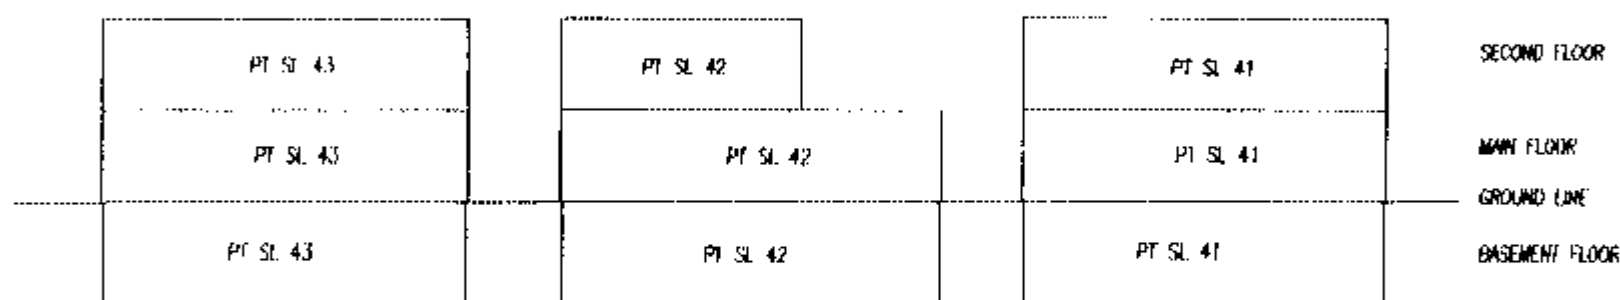 PT SL 43 PT SL 42 PT SL 41 SECOND FLOOR
PT SL 43 PT SL 42 PT SL 41 MAIN FLOOR
GROUND LINE
PT SL 43 PT SL 42 PT SL 41 BASEMENT FLOOR